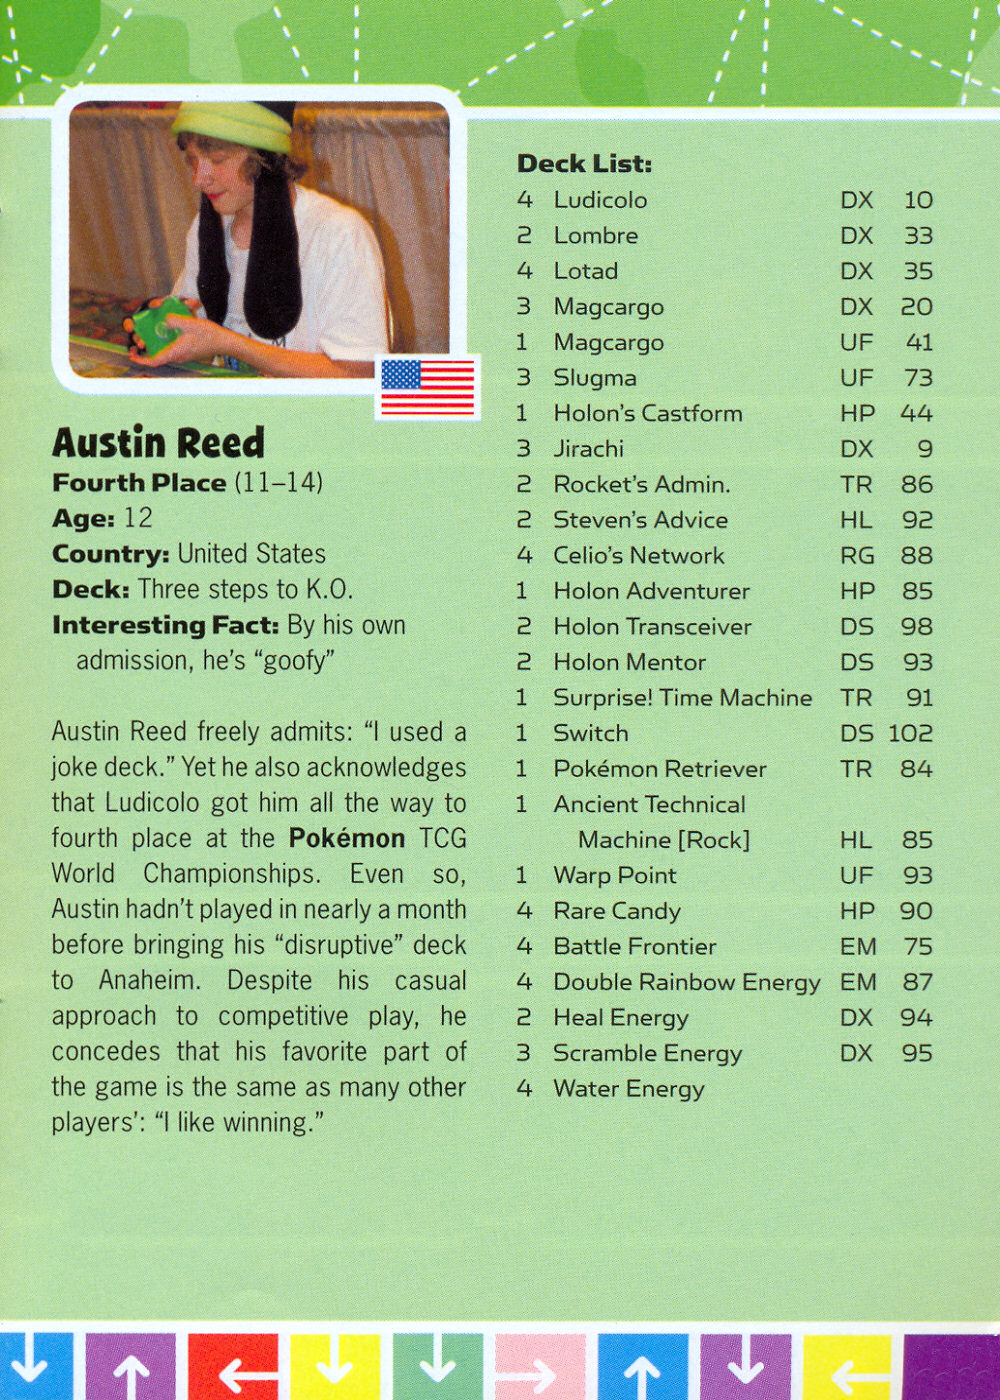 Austin Reed
Fourth Place (11–14)
Age: 12
Country: United States
Deck: Three steps to K.O.
Interesting Fact: By his own
admission, he's “goofy”
Austin Reed freely admits: “I used a
joke deck.” Yet he also acknowledges
that Ludicolo got him all the way to
fourth place at the Pokémon TCG
World Championships. Even so,
Austin hadn't played in nearly a month
before bringing his “disruptive” deck
to Anaheim. Despite his casual
approach to competitive play, he
concedes that his favorite part of
the game is the same as many other
players': “I like winning.”
Deck List:
4 Ludicolo DX 10
2 Lombre DX 33
4 Lotad DX 35
3 Magcargo DX 20
1 Magcargo UF 41
3 Slugma UF 73
1 Holon's Castform HP 44
3 Jirachi DX 9
2 Rocket's Admin. TR 86
2 Steven's Advice HL 92
4 Celio's Network RG 88
1 Holon Adventurer HP 85
2 Holon Transceiver DS 98
2 Holon Mentor DS 93
1 Surprise! Time Machine TR 91
1 Switch DS 102
1 Pokémon Retriever TR 84
1 Ancient Technical
Machine [Rock] HL 85
1 Warp Point UF 93
4 Rare Candy HP 90
4 Battle Frontier EM 75
4 Double Rainbow Energy EM 87
2 Heal Energy DX 94
3 Scramble Energy DX 95
4 Water Energy